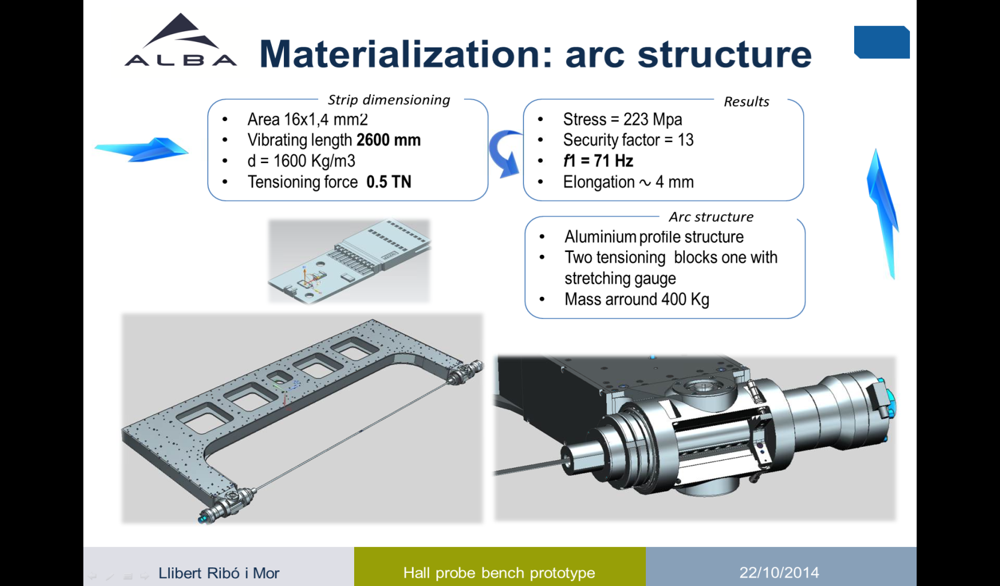 ALBA
Materialization: arc structure
Strip dimensioning
• Area 16x1,4 mm2
• Vibrating length 2600 mm
• d = 1600 Kg/m3
• Tensioning force 0.5 TN
Results
• Stress = 223 Mpa
• Security factor = 13
• f1 = 71 Hz
• Elongation ~ 4 mm
Arc structure
• Aluminium profile structure
• Two tensioning blocks one with
stretching gauge
• Mass arround 400 Kg
Llibert Ribó i Mor
Hall probe bench prototype
22/10/2014